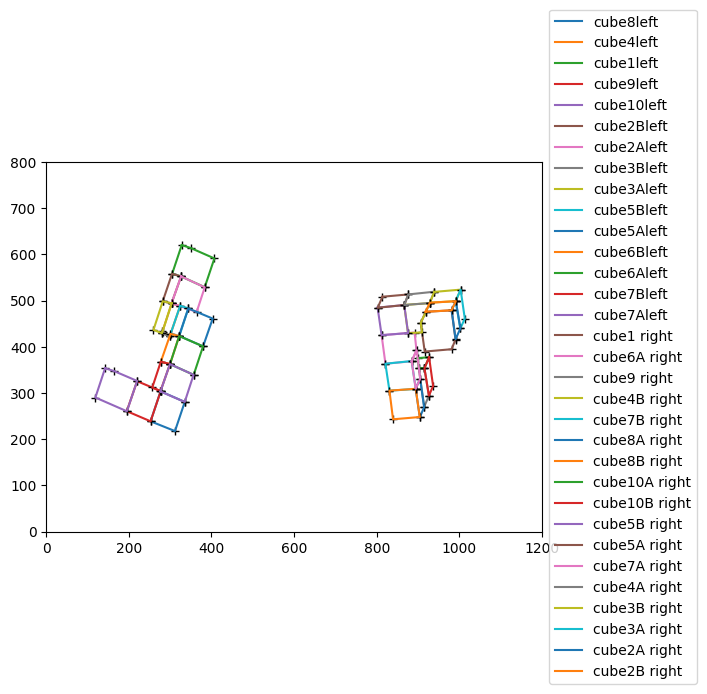 cube8left
cube4left
cube1left
cube9left
cube10left
cube2Bleft
cube2Aleft
cube3Bleft
cube3Aleft
cube5Bleft
cube5Aleft
cube6Bleft
cube6Aleft
cube7Bleft
cube7Aleft
cube1 right
cube6A right
cube9 right
cube4B right
cube7B right
cube8A right
cube8B right
cube10A right
cube10B right
cube5B right
cube5A right
cube7A right
cube4A right
cube3B right
cube3A right
cube2A right
cube2B right
800
700
600
500
400
300
200
100
0
0 200 400 600 800 1000 1200